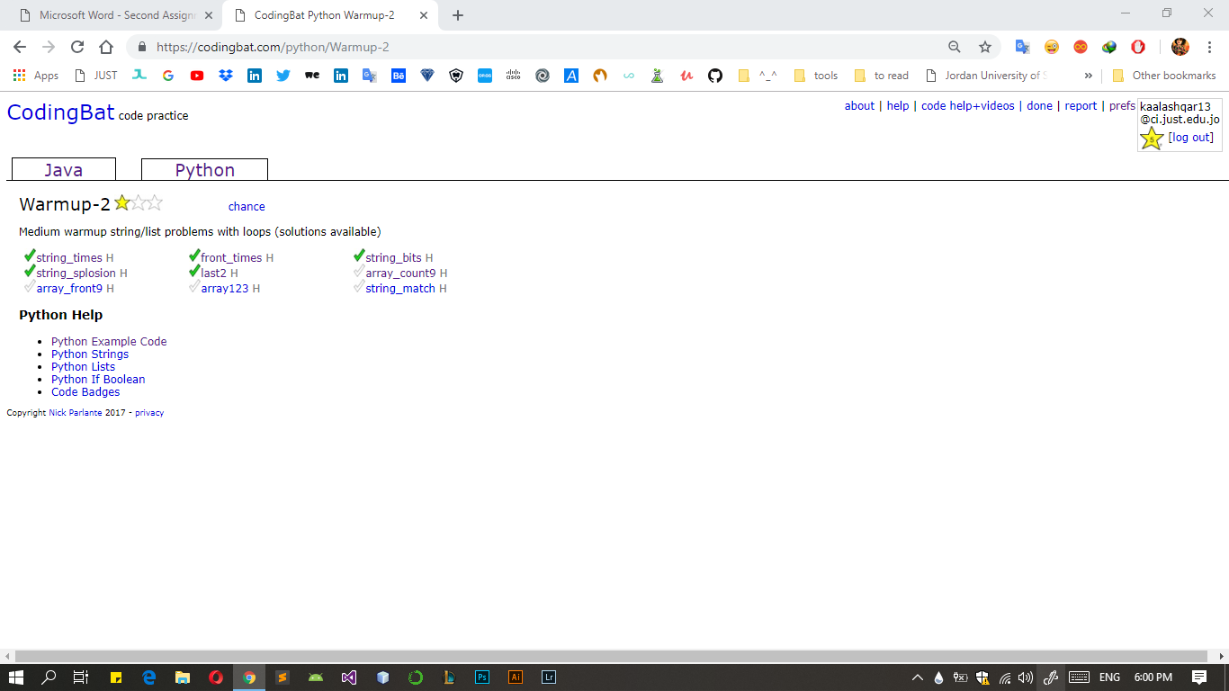 Microsoft Word - Second Assign
CodingBat Python Warmup-2
https://codingbat.com/python/Warmup-2
Apps JUST ^_^ tools to read Jordan University of Other bookmarks
CodingBat code practice
about | help | code help+videos | done | report | prefs
kaalashqar13
@ci.just.edu.jo
[log out]
Java Python
Warmup-2 chance
Medium warmup string/list problems with loops (solutions available)
string_times H front_times H string_bits H
string_splosion H last2 H array_count9 H
array_front9 H array123 H string_match H
Python Help
Python Example Code
Python Strings
Python Lists
Python If Boolean
Code Badges
Copyright Nick Parlante 2017 - privacy
ENG 6:00 PM